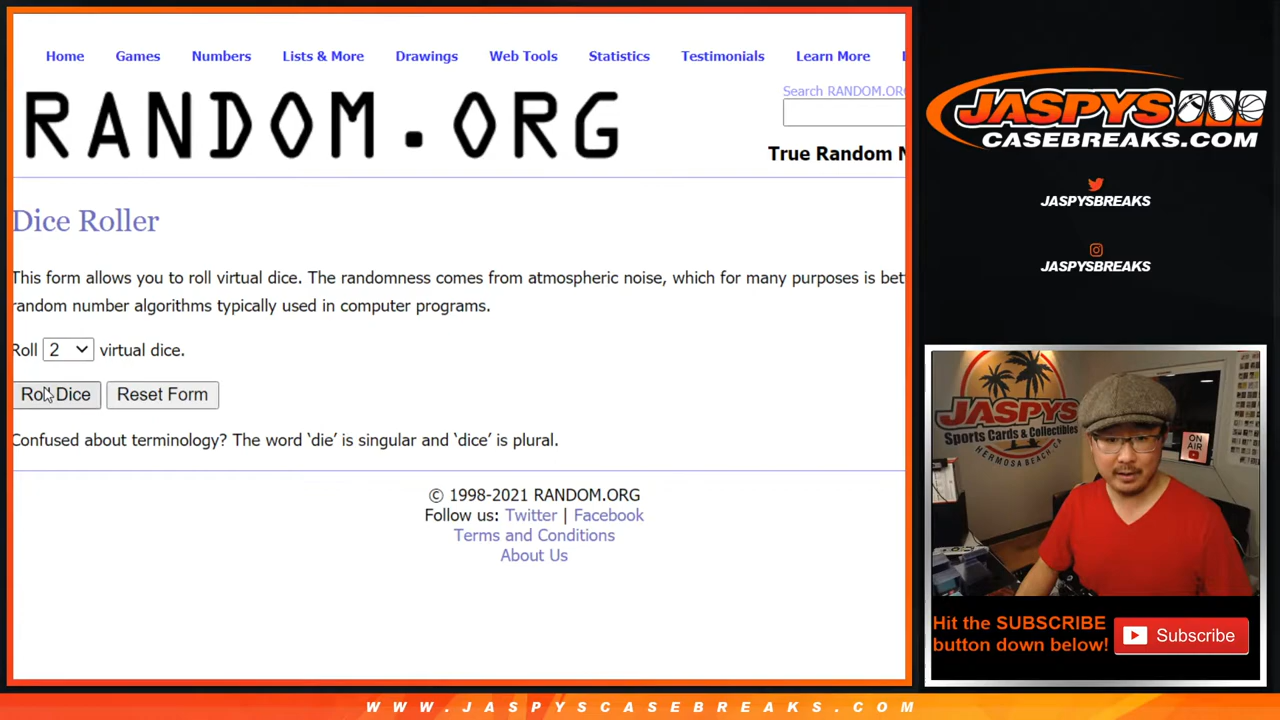 Home Games Numbers Lists & More Drawings Web Tools Statistics Testimonials Learn More
RANDOM.ORG
Search RANDOM.ORG
True Random N
Dice Roller
This form allows you to roll virtual dice. The randomness comes from atmospheric noise, which for many purposes is bet
random number algorithms typically used in computer programs.
Roll 2 virtual dice.
Roll Dice Reset Form
Confused about terminology? The word ‘die’ is singular and ‘dice’ is plural.
© 1998-2021 RANDOM.ORG
Follow us: Twitter | Facebook
Terms and Conditions
About Us
JASPYS
CASEBREAKS.COM
JASPYSBREAKS
JASPYSBREAKS
JASPYS
Sports Cards & Collectibles
HERMOSA BEACH, CA
ON AIR
Hit the SUBSCRIBE
button down below!
Subscribe
WWW.JASPYSCASEBREAKS.COM